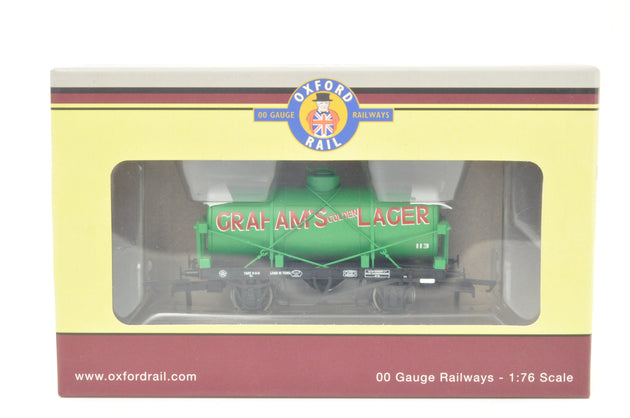 OXFORD
00 GAUGE RAILWAYS
RAIL
GRAHAM'S GOLDEN LAGER
113
www.oxfordrail.com
00 Gauge Railways - 1:76 Scale